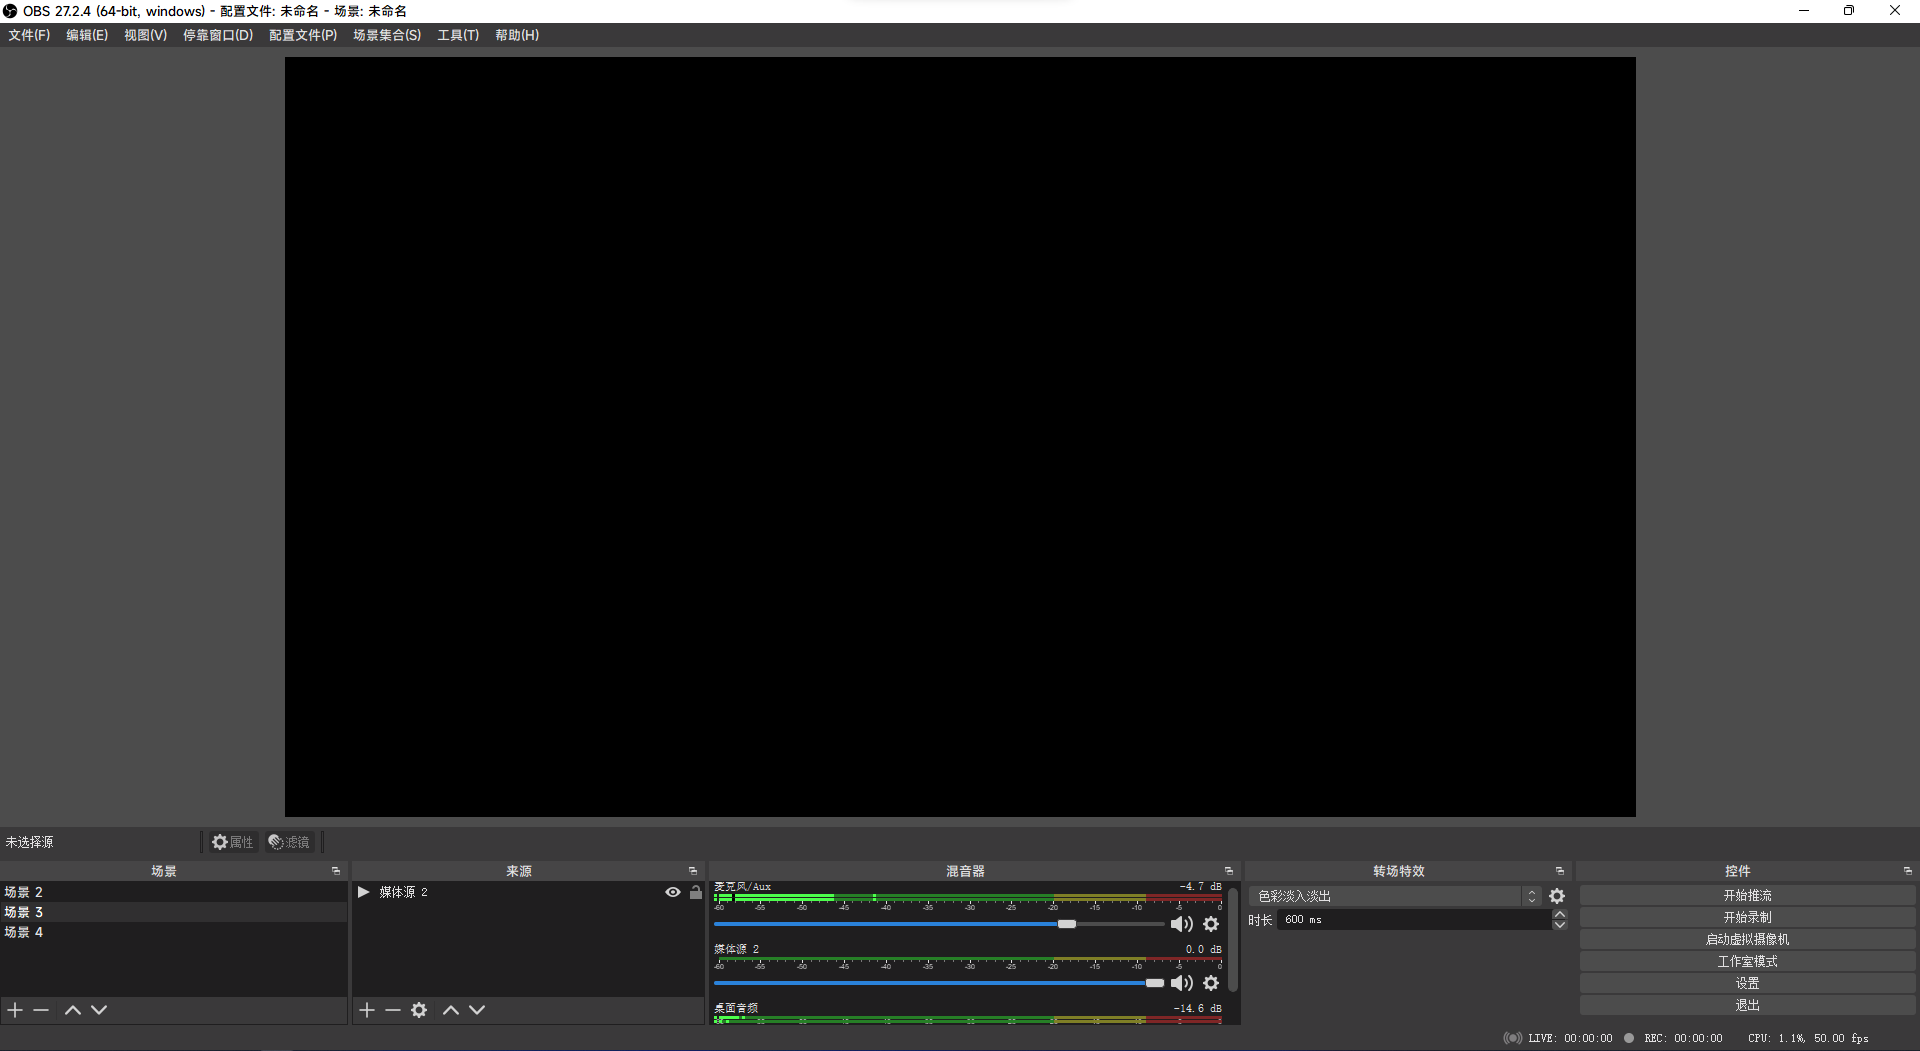 OBS 27.2.4 (64-bit, windows) - 配置文件: 未命名 - 场景: 未命名
文件(F) 编辑(E) 视图(V) 停靠窗口(D) 配置文件(P) 场景集合(S) 工具(T) 帮助(H)
未选择源 属性 滤镜
场景
场景 2
场景 3
场景 4
来源
媒体源 2
混音器
麦克风/Aux -4.7 dB
-60 -55 -50 -45 -40 -35 -30 -25 -20 -15 -10 -5 0
媒体源 2 0.0 dB
-60 -55 -50 -45 -40 -35 -30 -25 -20 -15 -10 -5 0
桌面音频 -14.6 dB
转场特效
色彩淡入淡出
时长 600 ms
控件
开始推流
开始录制
启动虚拟摄像机
工作室模式
设置
退出
LIVE: 00:00:00 REC: 00:00:00 CPU: 1.1%, 50.00 fps